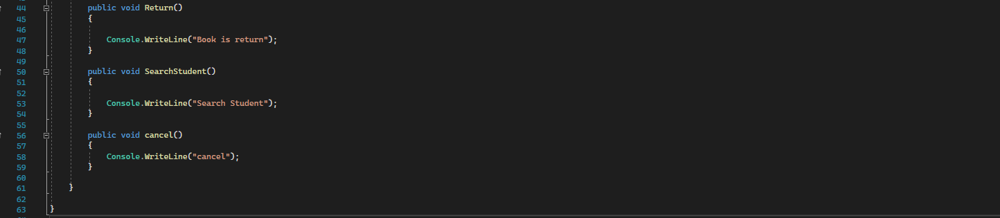 44 public void Return()
45 {
46
47 Console.WriteLine("Book is return");
48 }
49
50 public void SearchStudent()
51 {
52
53 Console.WriteLine("Search Student");
54 }
55
56 public void cancel()
57 {
58 Console.WriteLine("cancel");
59 }
60
61 }
62
63 }